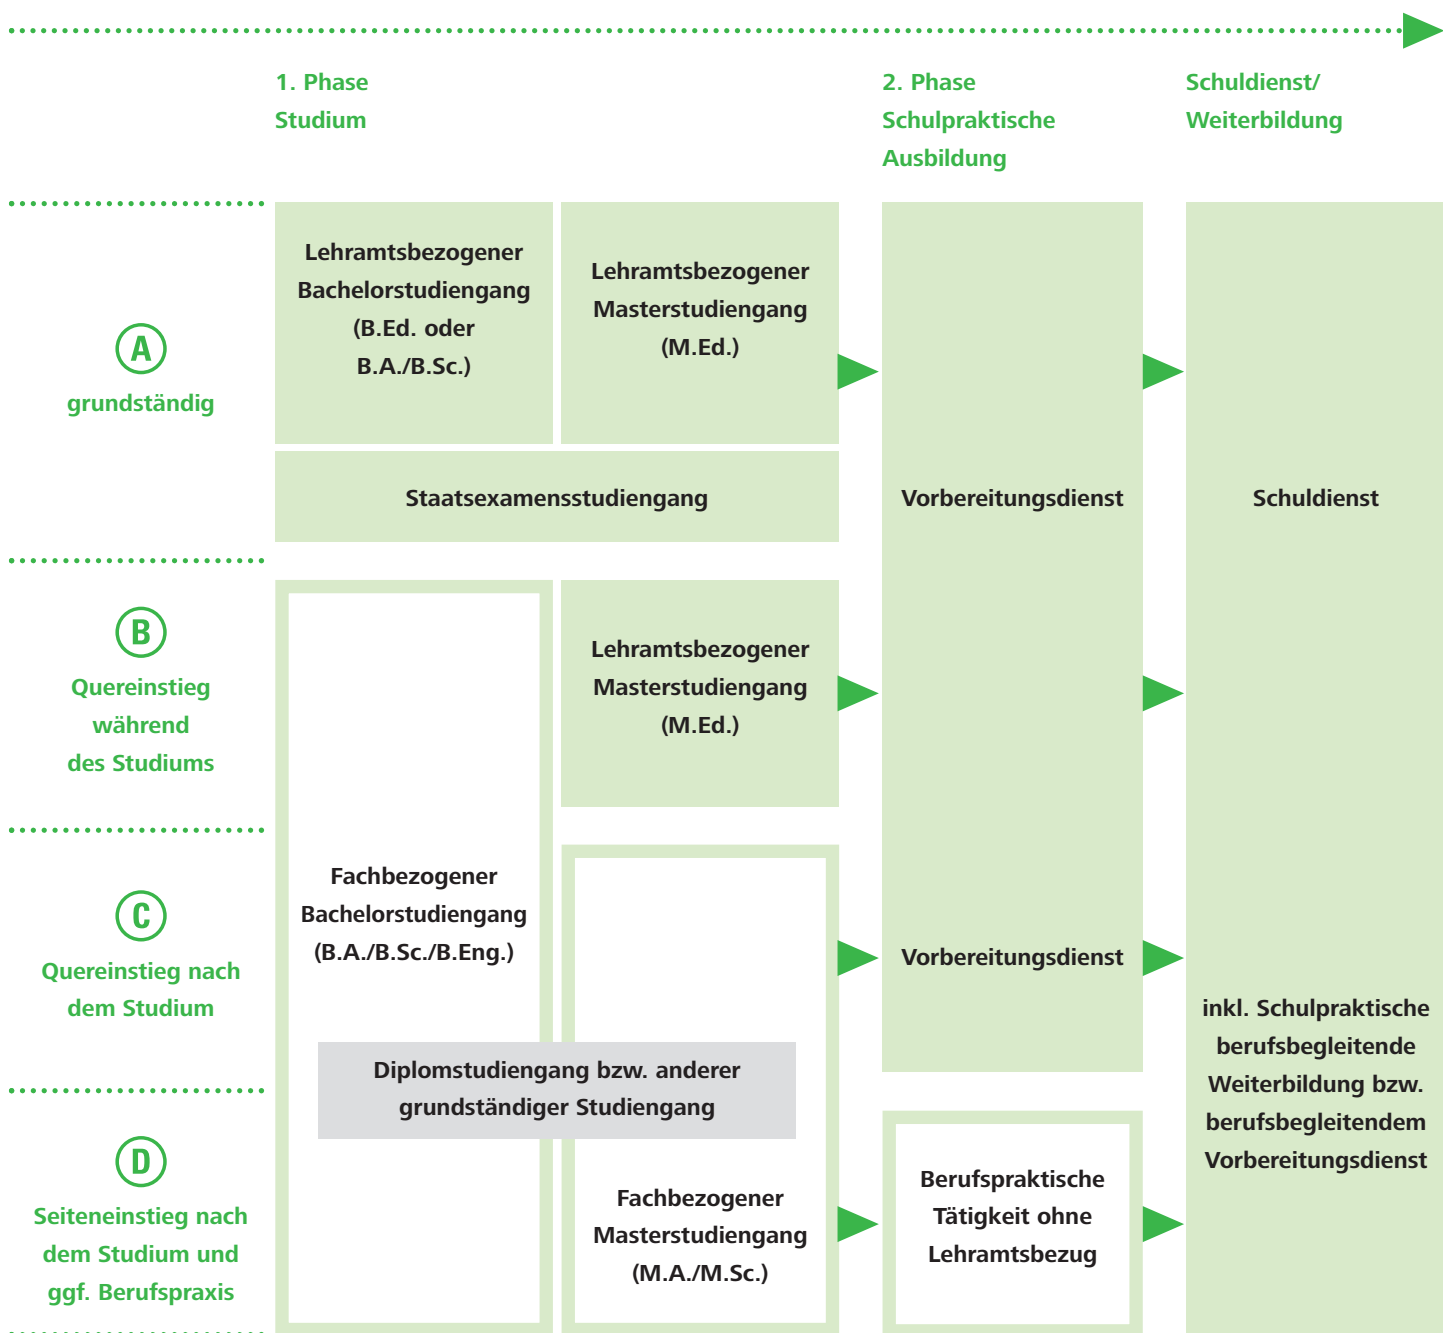 1. Phase
Studium
2. Phase
Schulpraktische
Ausbildung
Schuldienst/
Weiterbildung
A
grundständig
Lehramtsbezogener
Bachelorstudiengang
(B.Ed. oder
B.A./B.Sc.)
Lehramtsbezogener
Masterstudiengang
(M.Ed.)
Staatsexamensstudiengang
Vorbereitungsdienst
Schuldienst
B
Quereinstieg
während
des Studiums
Lehramtsbezogener
Masterstudiengang
(M.Ed.)
C
Quereinstieg nach
dem Studium
Fachbezogener
Bachelorstudiengang
(B.A./B.Sc./B.Eng.)
Vorbereitungsdienst
Diplomstudiengang bzw. anderer
grundständiger Studiengang
inkl. Schulpraktische
berufsbegleitende
Weiterbildung bzw.
berufsbegleitendem
Vorbereitungsdienst
D
Seiteneinstieg nach
dem Studium und
ggf. Berufspraxis
Fachbezogener
Masterstudiengang
(M.A./M.Sc.)
Berufspraktische
Tätigkeit ohne
Lehramtsbezug